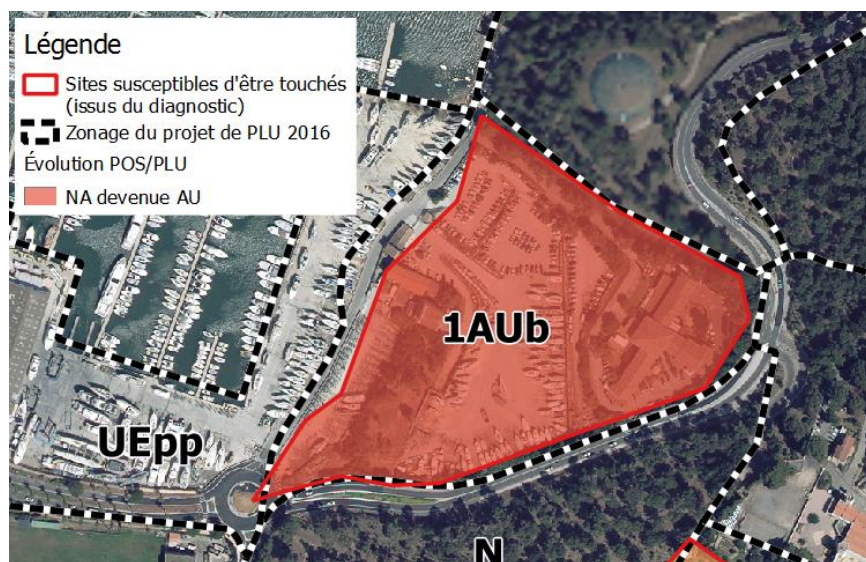 Légende
Sites susceptibles d'être touchés
(issus du diagnostic)
Zonage du projet de PLU 2016
Évolution POS/PLU
NA devenue AU
1AUb
UEpp
N